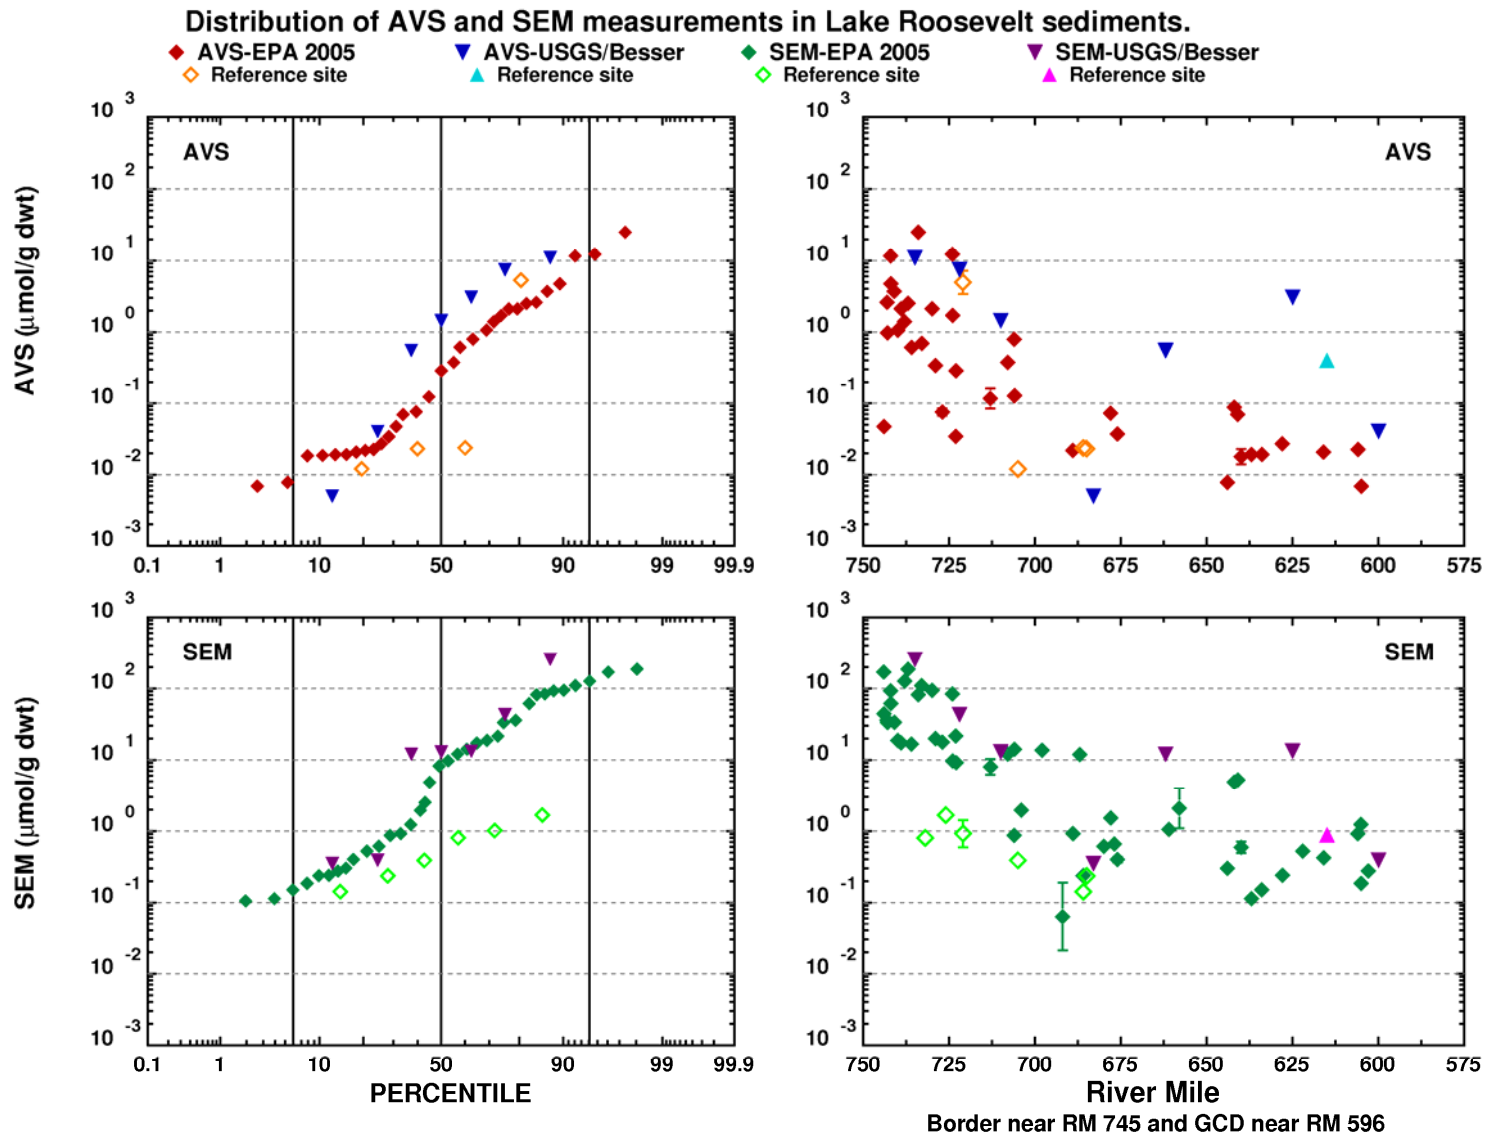 Distribution of AVS and SEM measurements in Lake Roosevelt sediments.
AVS-EPA 2005 AVS-USGS/Besser SEM-EPA 2005 SEM-USGS/Besser
Reference site Reference site Reference site Reference site
AVS (μmol/g dwt)
10 3
10 2
10 1
10 0
10 -1
10 -2
10 -3
AVS
0.1 1 10 50 90 99 99.9
10 3
10 2
10 1
10 0
10 -1
10 -2
10 -3
AVS
750 725 700 675 650 625 600 575
SEM (μmol/g dwt)
10 3
10 2
10 1
10 0
10 -1
10 -2
10 -3
SEM
0.1 1 10 50 90 99 99.9
PERCENTILE
10 3
10 2
10 1
10 0
10 -1
10 -2
10 -3
SEM
750 725 700 675 650 625 600 575
River Mile
Border near RM 745 and GCD near RM 596